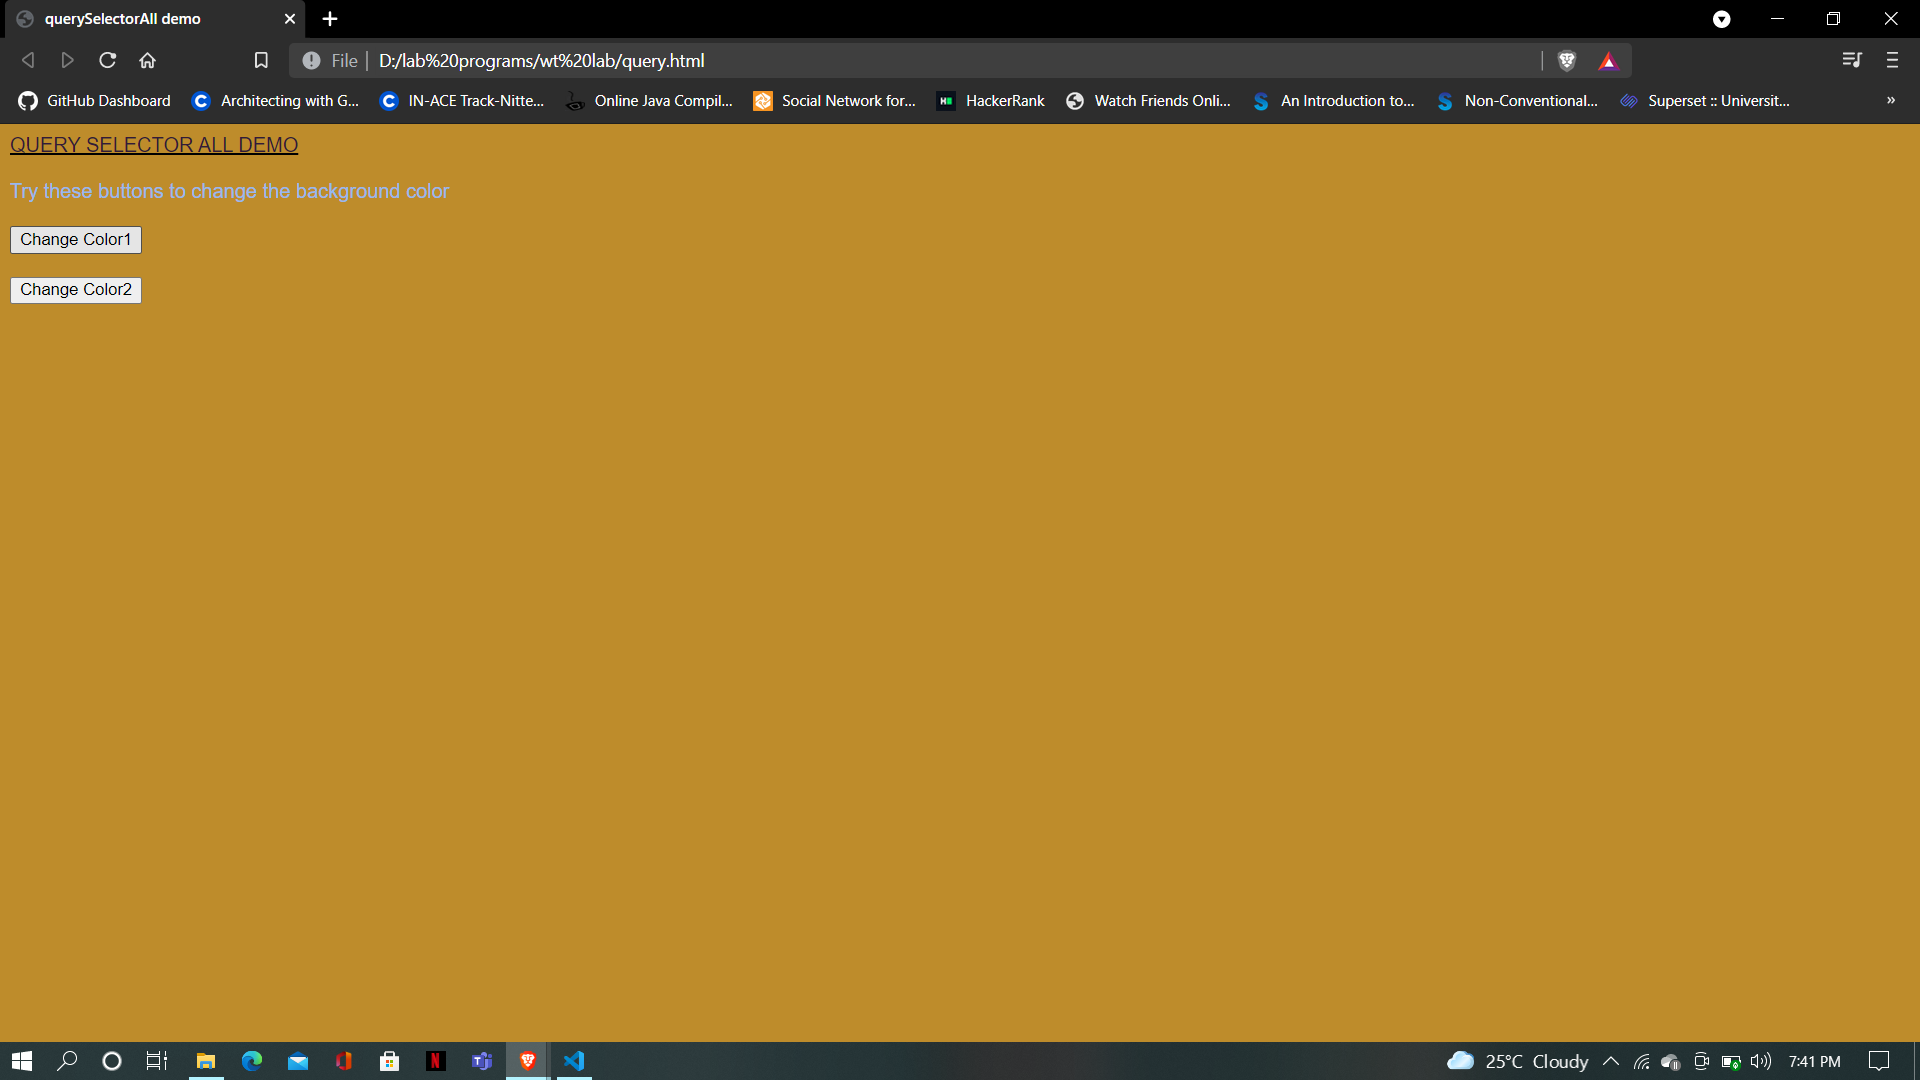 querySelectorAll demo
File | D:/lab%20programs/wt%20lab/query.html
GitHub Dashboard
Architecting with G...
IN-ACE Track-Nitte...
Online Java Compil...
Social Network for...
HackerRank
Watch Friends Onli...
An Introduction to...
Non-Conventional...
Superset :: Universit...
»
QUERY SELECTOR ALL DEMO
Try these buttons to change the background color
Change Color1
Change Color2
25°C Cloudy
7:41 PM